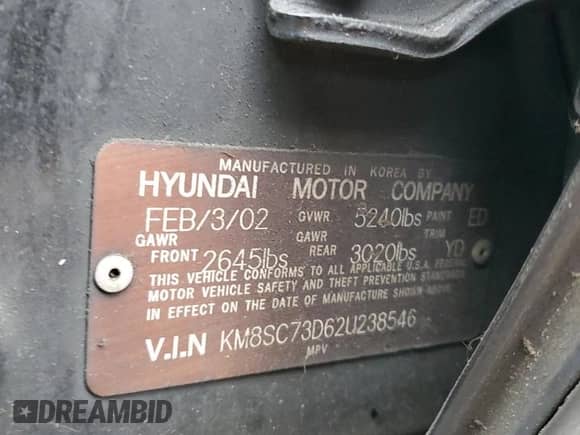 MANUFACTURED IN KOREA BY
HYUNDAI MOTOR COMPANY
FEB/3/02 GVWR 5240lbs PAINT ED
GAWR FRONT 2645lbs GAWR REAR 3020lbs TRIM YD
THIS VEHICLE CONFORMS TO ALL APPLICABLE U.S.A. FEDERAL
MOTOR VEHICLE SAFETY AND THEFT PREVENTION STANDARDS
IN EFFECT ON THE DATE OF MANUFACTURE SHOWN ABOVE.
V.I.N KM8SC73D62U238546
MPV
DREAMBID